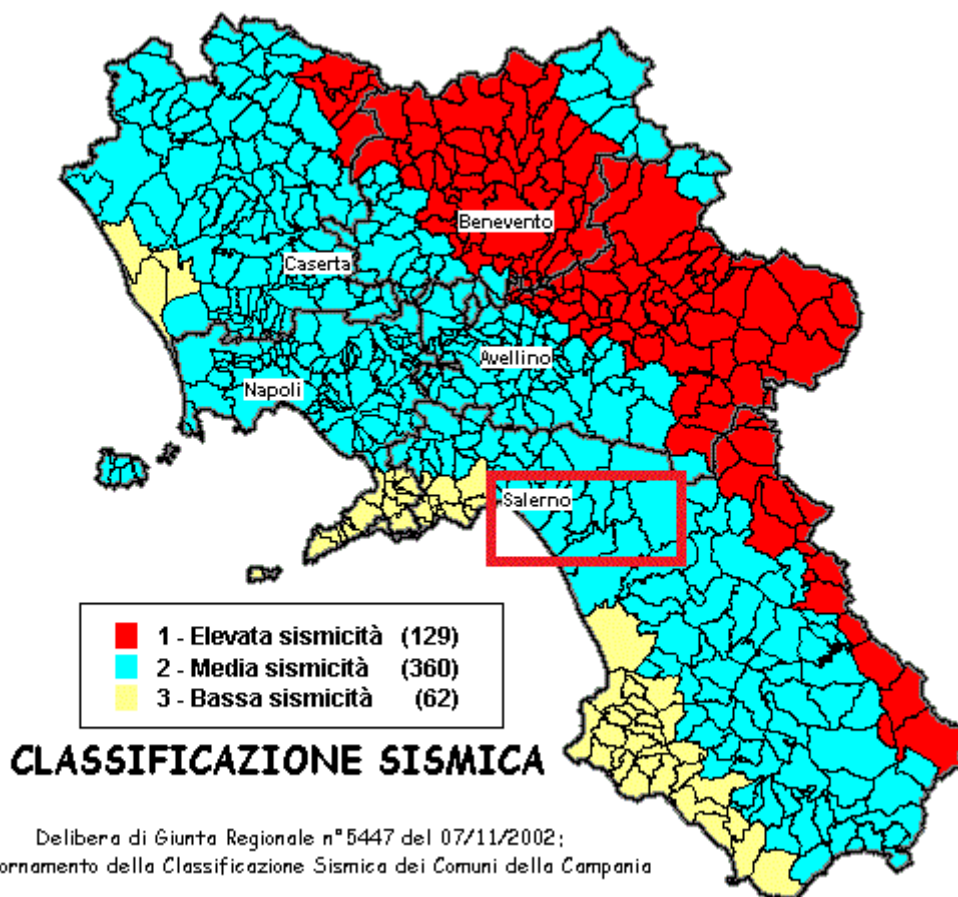 Benevento
Caserta
Avellino
Napoli
Salerno
1 - Elevata sismicità (129)
2 - Media sismicità (360)
3 - Bassa sismicità (62)
CLASSIFICAZIONE SISMICA
Delibera di Giunta Regionale n°5447 del 07/11/2002;
ornamento della Classificazione Sismica dei Comuni della Campania